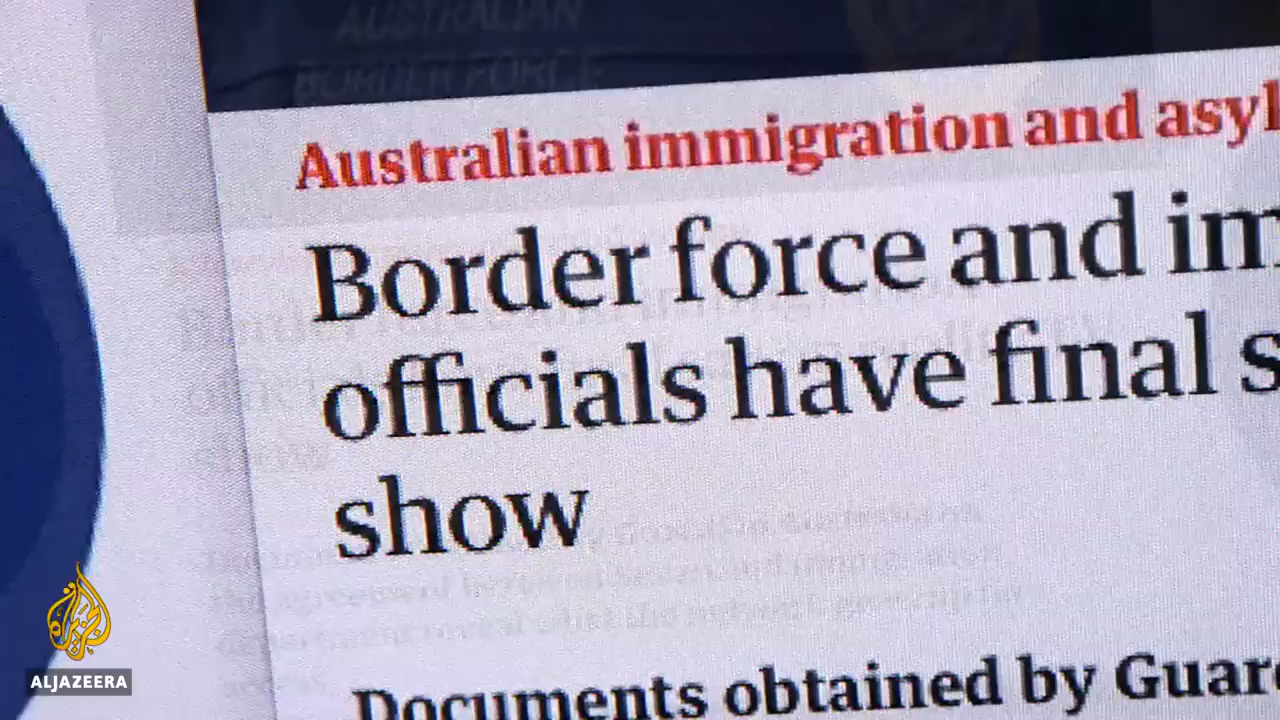 AUSTRALIAN
BORDER FORCE
Australian immigration and asyl
Border force and im
officials have final s
show
Documents obtained by Guar
ALJAZEERA